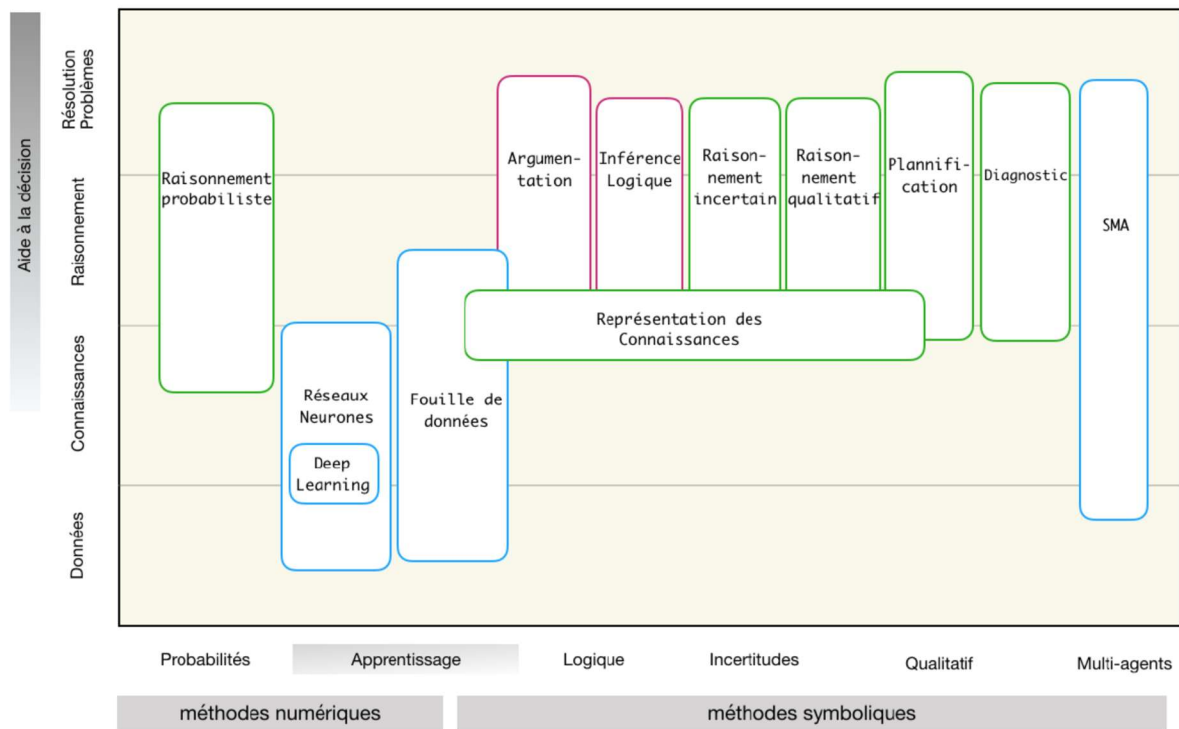 Aide à la décision
Résolution
Problèmes
Raisonnement
Connaissances
Données
Raisonnement
probabiliste
Réseaux
Neurones
Deep
Learning
Fouille de
données
Argumen-
tation
Inférence
Logique
Raison-
nement
incertain
Raison-
nement
qualitatif
Plannifi-
cation
Diagnostic
SMA
Représentation des
Connaissances
Probabilités
Apprentissage
Logique
Incertitudes
Qualitatif
Multi-agents
méthodes numériques
méthodes symboliques